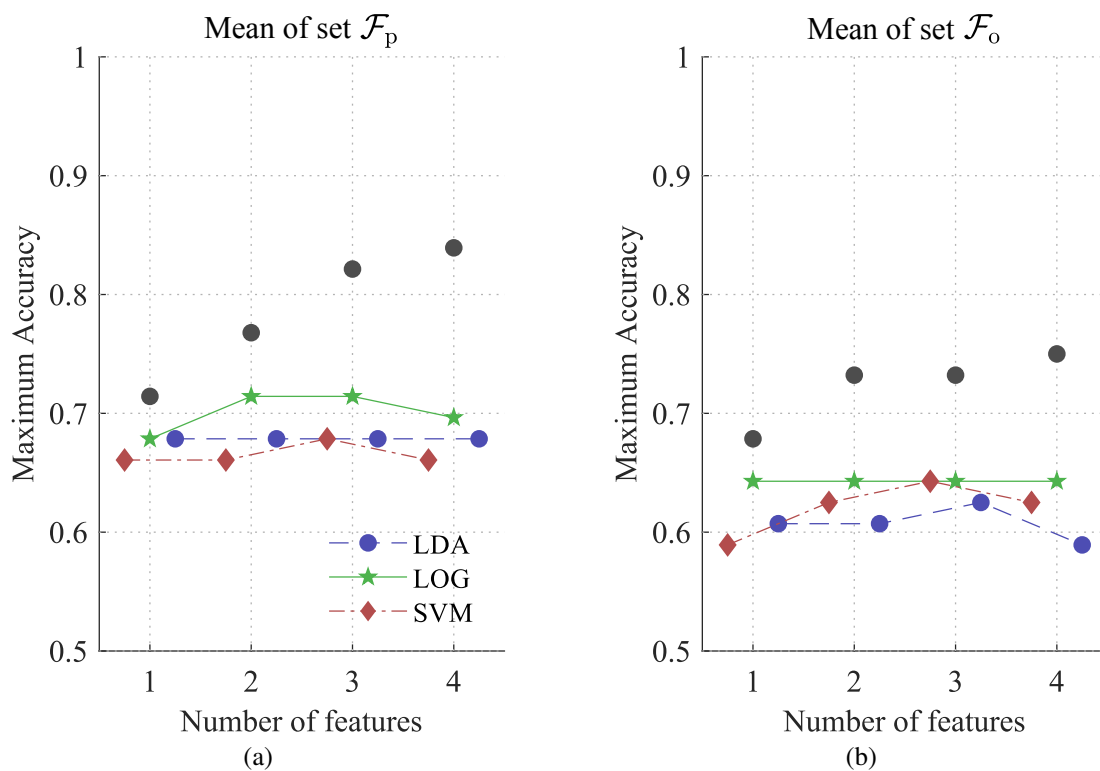 Mean of set 𝓕p
1
0.9
0.8
0.7
0.6
0.5
Maximum Accuracy
LDA
LOG
SVM
1 2 3 4
Number of features
(a)
Mean of set 𝓕o
1
0.9
0.8
0.7
0.6
0.5
Maximum Accuracy
1 2 3 4
Number of features
(b)